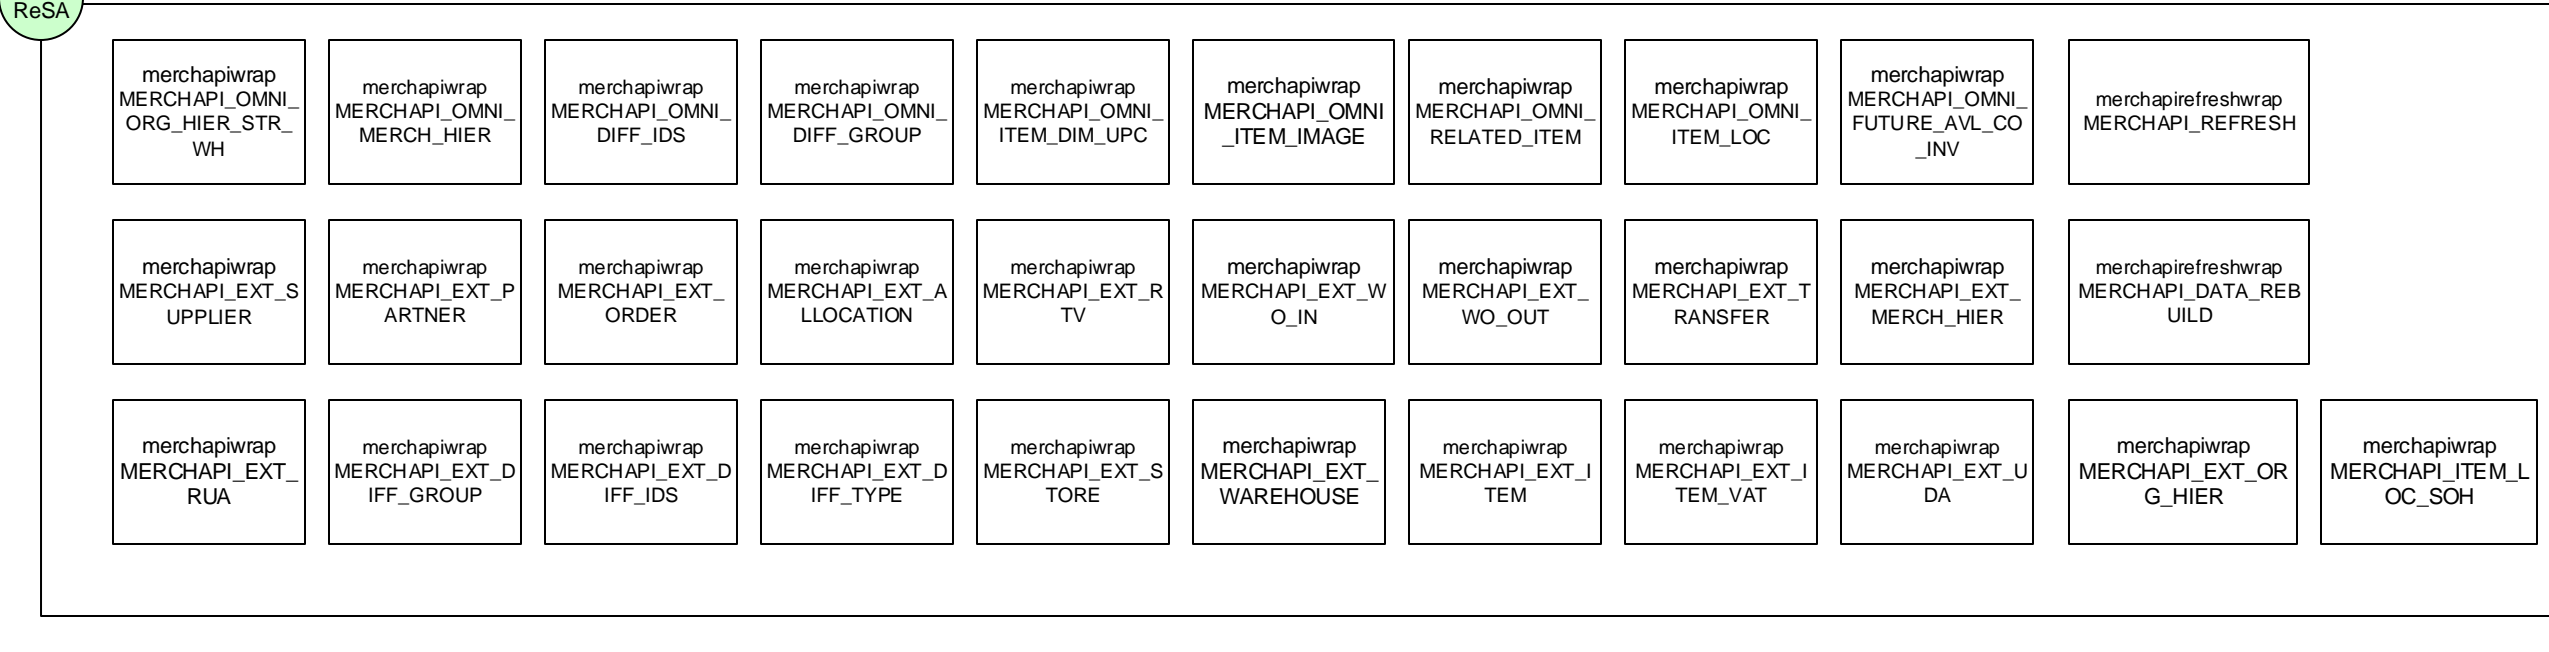 ReSA
merchapiwrap
MERCHAPI_OMNI_
ORG_HIER_STR_
WH
merchapiwrap
MERCHAPI_OMNI_
MERCH_HIER
merchapiwrap
MERCHAPI_OMNI_
DIFF_IDS
merchapiwrap
MERCHAPI_OMNI_
DIFF_GROUP
merchapiwrap
MERCHAPI_OMNI_
ITEM_DIM_UPC
merchapiwrap
MERCHAPI_OMNI
_ITEM_IMAGE
merchapiwrap
MERCHAPI_OMNI_
RELATED_ITEM
merchapiwrap
MERCHAPI_OMNI_
ITEM_LOC
merchapiwrap
MERCHAPI_OMNI_
FUTURE_AVL_CO
_INV
merchapirefreshwrap
MERCHAPI_REFRESH
merchapiwrap
MERCHAPI_EXT_S
UPPLIER
merchapiwrap
MERCHAPI_EXT_P
ARTNER
merchapiwrap
MERCHAPI_EXT_
ORDER
merchapiwrap
MERCHAPI_EXT_A
LLOCATION
merchapiwrap
MERCHAPI_EXT_R
TV
merchapiwrap
MERCHAPI_EXT_W
O_IN
merchapiwrap
MERCHAPI_EXT_
WO_OUT
merchapiwrap
MERCHAPI_EXT_T
RANSFER
merchapiwrap
MERCHAPI_EXT_
MERCH_HIER
merchapirefreshwrap
MERCHAPI_DATA_REB
UILD
merchapiwrap
MERCHAPI_EXT_
RUA
merchapiwrap
MERCHAPI_EXT_D
IFF_GROUP
merchapiwrap
MERCHAPI_EXT_D
IFF_IDS
merchapiwrap
MERCHAPI_EXT_D
IFF_TYPE
merchapiwrap
MERCHAPI_EXT_S
TORE
merchapiwrap
MERCHAPI_EXT_
WAREHOUSE
merchapiwrap
MERCHAPI_EXT_I
TEM
merchapiwrap
MERCHAPI_EXT_I
TEM_VAT
merchapiwrap
MERCHAPI_EXT_U
DA
merchapiwrap
MERCHAPI_EXT_OR
G_HIER
merchapiwrap
MERCHAPI_ITEM_L
OC_SOH